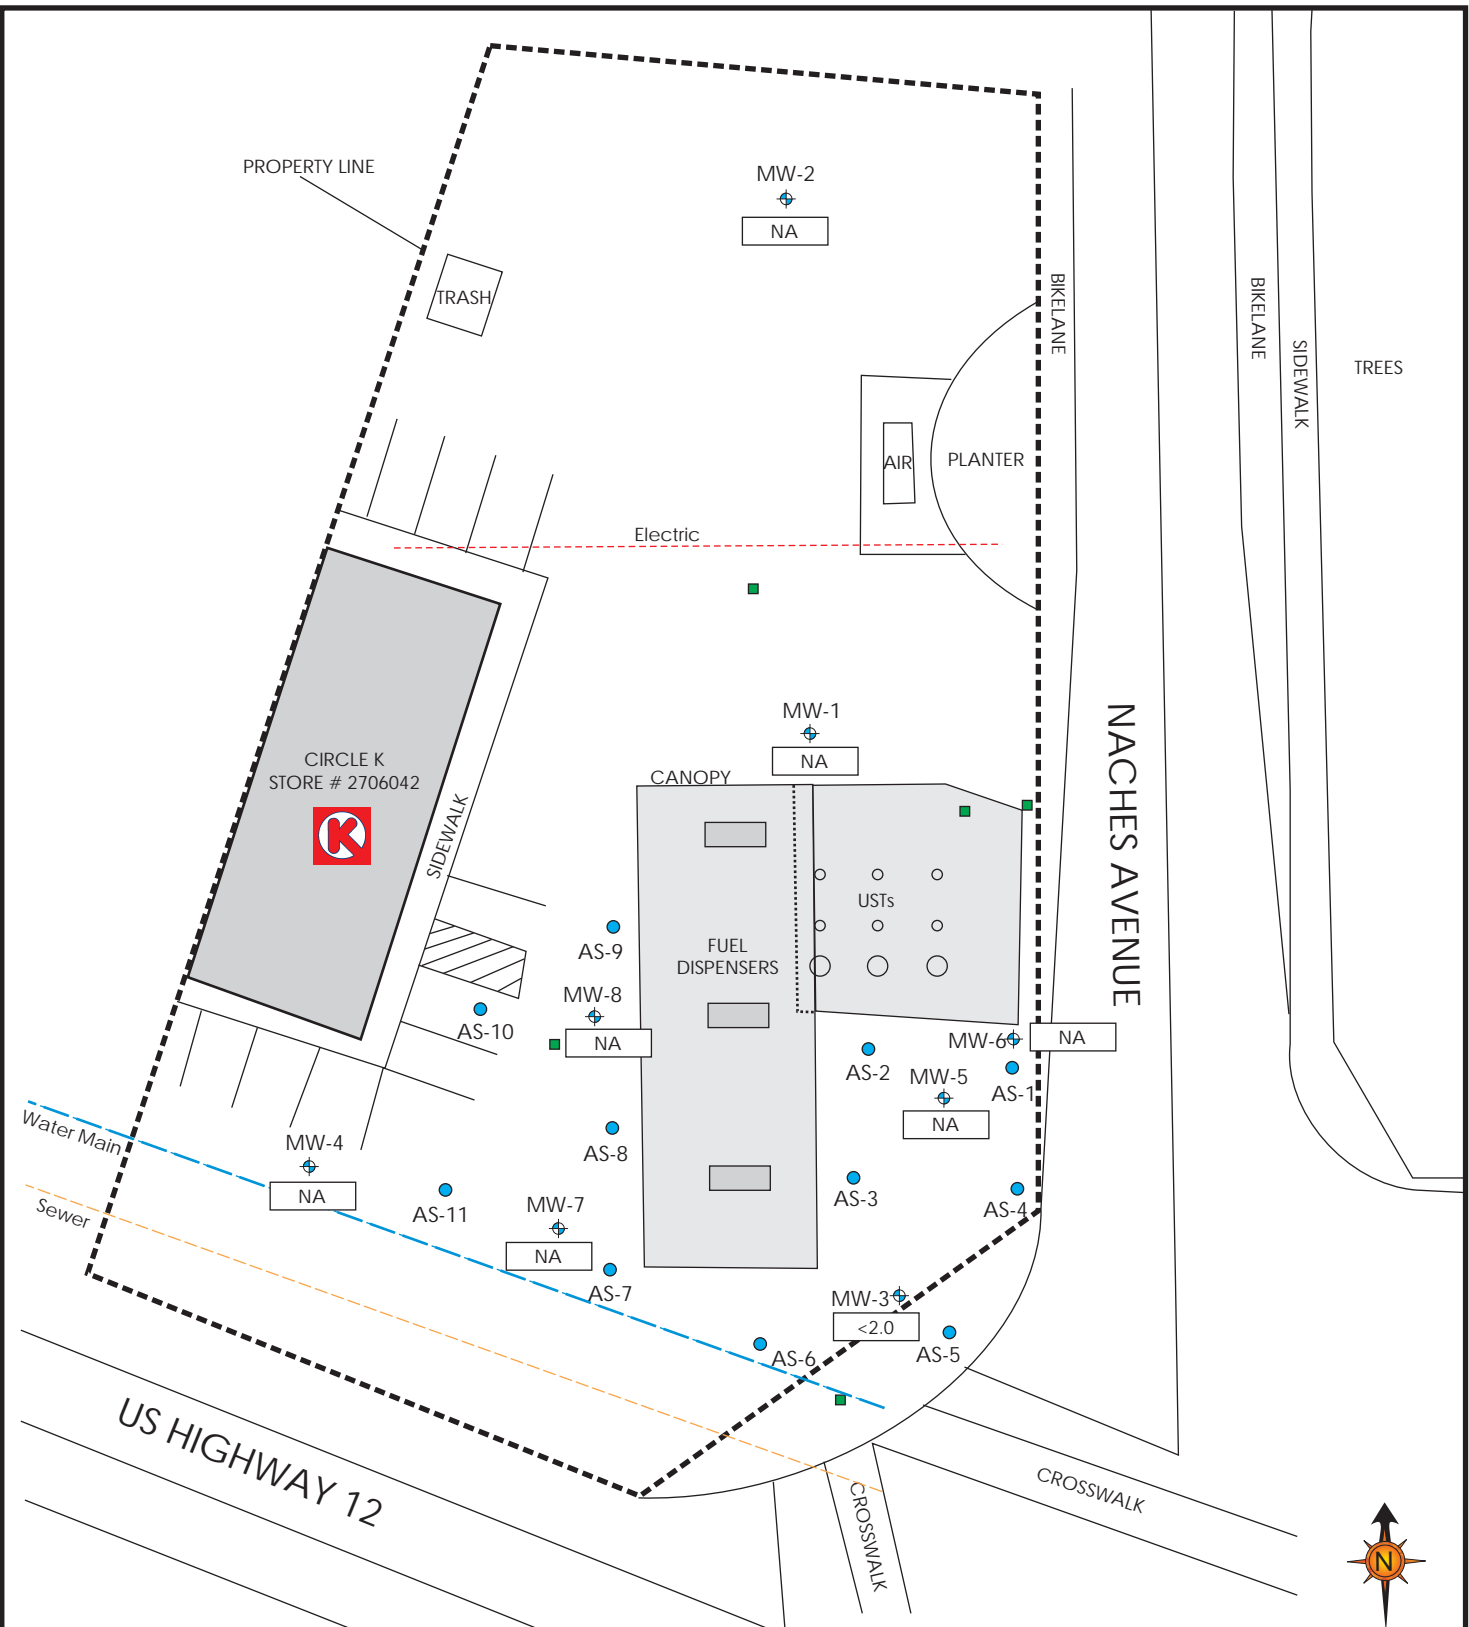 MW-2
NA
PROPERTY LINE
TRASH
BIKELANE
BIKELANE
SIDEWALK
TREES
AIR
PLANTER
Electric
MW-1
NA
CANOPY
CIRCLE K
STORE # 2706042
K
SIDEWALK
NACHES AVENUE
USTs
FUEL
DISPENSERS
AS-9
MW-8
NA
AS-10
MW-6
NA
AS-2
MW-5
NA
AS-1
Water Main
MW-4
NA
AS-8
AS-3
AS-4
Sewer
AS-11
MW-7
NA
AS-7
MW-3
<2.0
AS-6
AS-5
US HIGHWAY 12
CROSSWALK
CROSSWALK
N